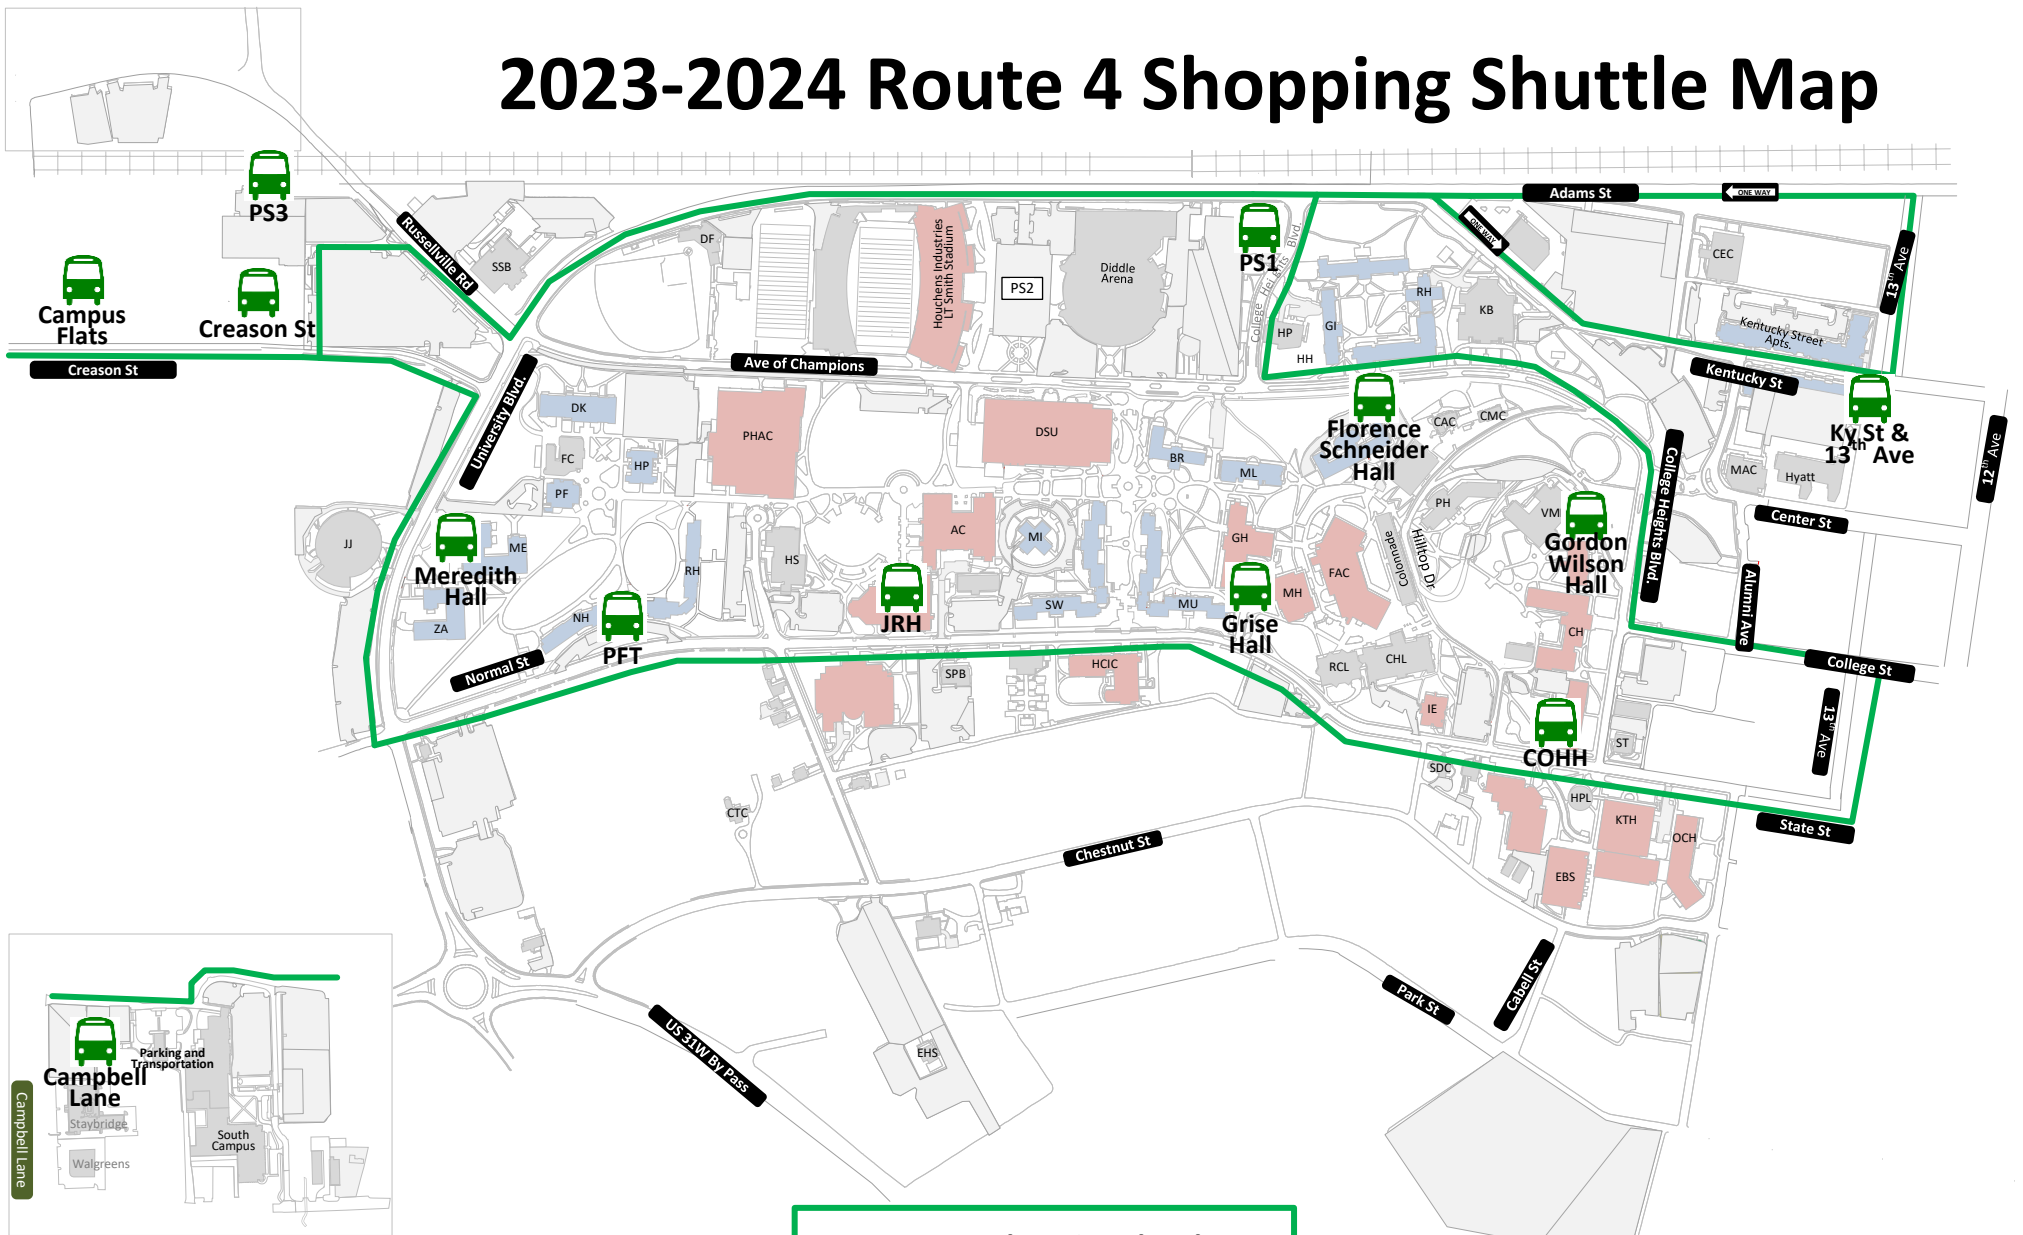 2023-2024 Route 4 Shopping Shuttle Map
PS3
Russellville Rd
SSB
DF
Houchens Industries
LT Smith Stadium
PS2
Diddle
Arena
PS1
College Heights Blvd.
Adams St
ONE WAY
ONE WAY
CEC
13th Ave
Campus
Flats
Creason St
Creason St
HP
GI
RH
KB
HH
Kentucky Street
Apts.
Kentucky St
Ave of Champions
University Blvd.
DK
PHAC
DSU
BR
ML
Florence
Schneider
Hall
CAC
CMC
Ky St &
13th Ave
12th Ave
FC
HP
PF
MAC
Hyatt
Center St
College Heights Blvd.
JJ
Meredith
Hall
ME
ZA
NH
RH
HS
AC
MI
GH
FAC
PH
Colonnade
Hilltop Dr
Gordon
Wilson
Hall
Alumni Ave
PFT
Normal St
JRH
SW
MU
Grise
Hall
MH
CH
College St
SPB
HCIC
RCL
CHL
IE
COHH
ST
13th Ave
SDC
HPL
KTH
OCH
EBS
State St
CTC
Chestnut St
Cabell St
Park St
US 31W By Pass
EHS
Parking and
Transportation
Campbell
Lane
Campbell Lane
Staybridge
Walgreens
South
Campus